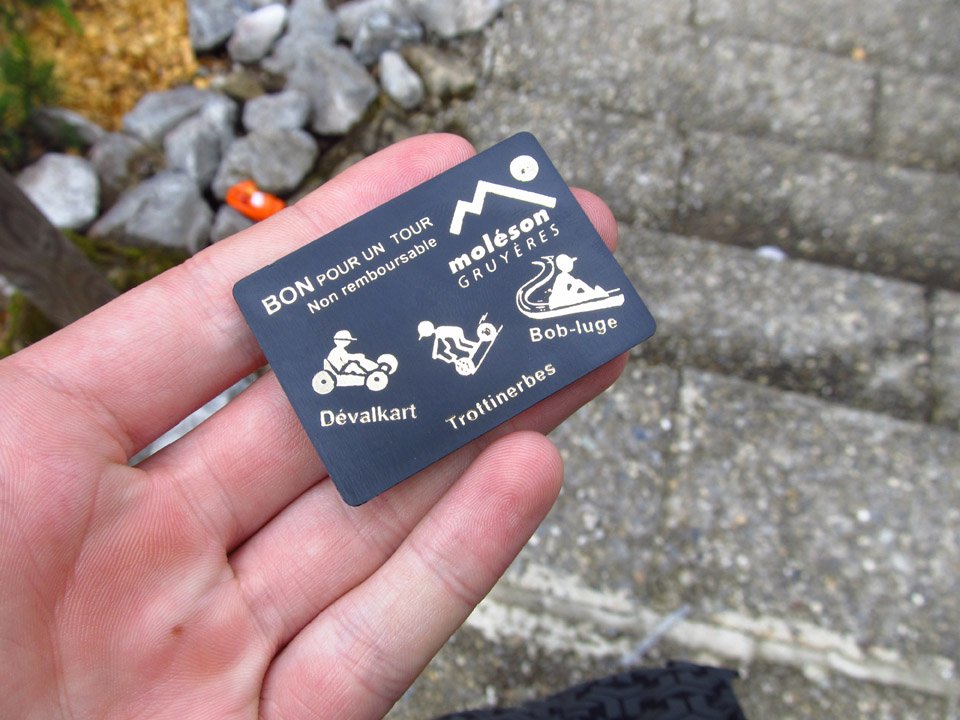 BON POUR UN TOUR
Non remboursable
moléson
GRUYÈRES
Bob-luge
Dévalkart
Trottinerbes